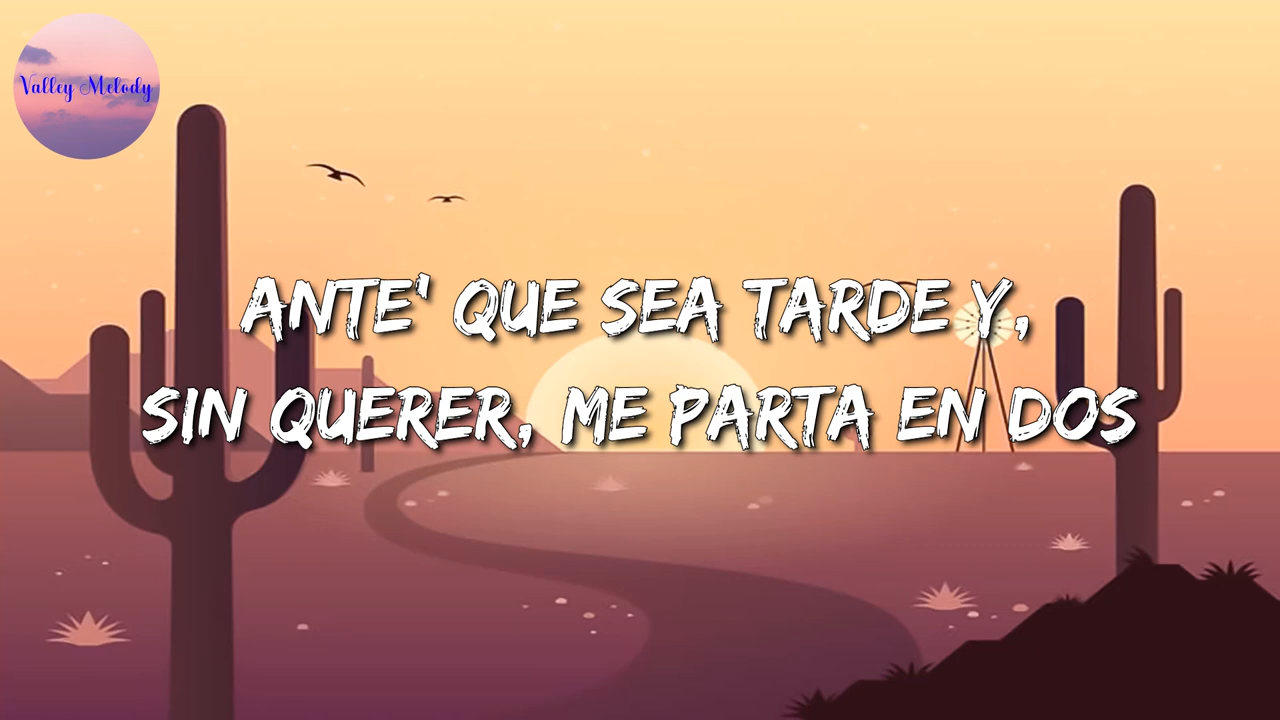 Valley Melody
ANTE' QUE SEA TARDE Y,
SIN QUERER, ME PARTA EN DOS